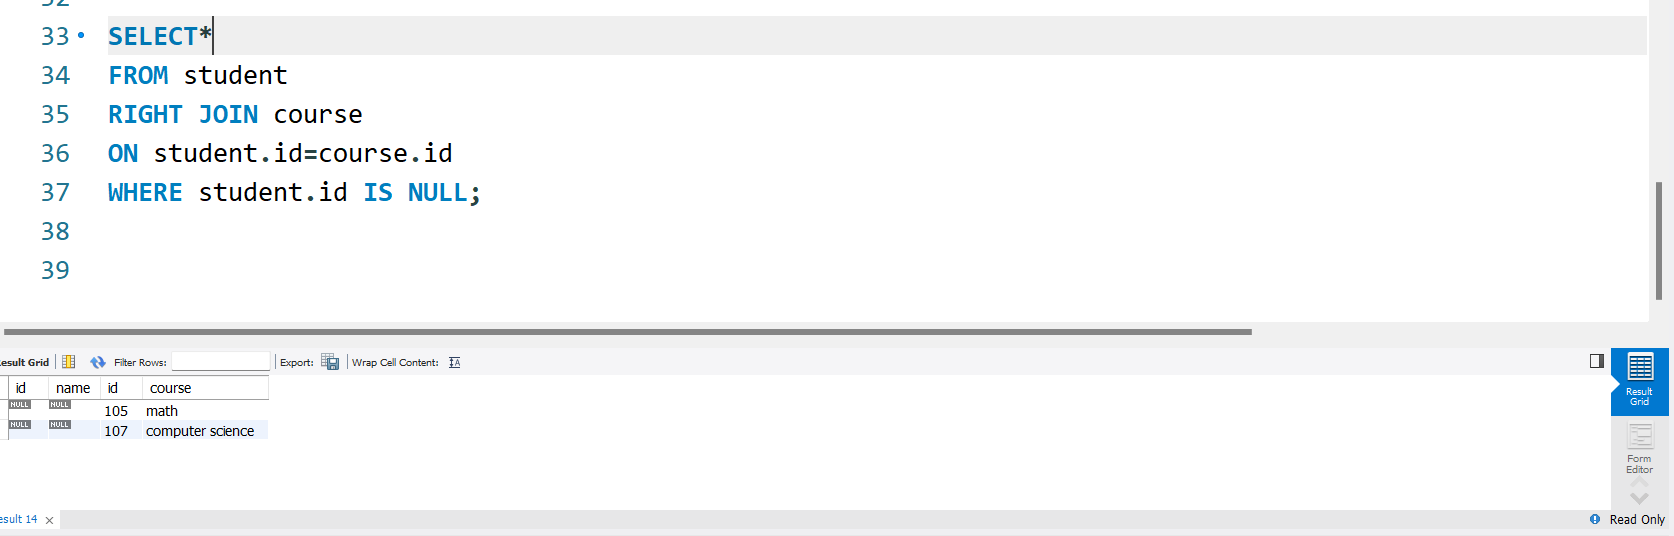 32
33 SELECT*
34 FROM student
35 RIGHT JOIN course
36 ON student.id=course.id
37 WHERE student.id IS NULL;
38
39
esult Grid Filter Rows: Export: Wrap Cell Content:
id name id course
NULL NULL 105 math
NULL NULL 107 computer science
Result
Grid
Form
Editor
esult 14 × Read Only